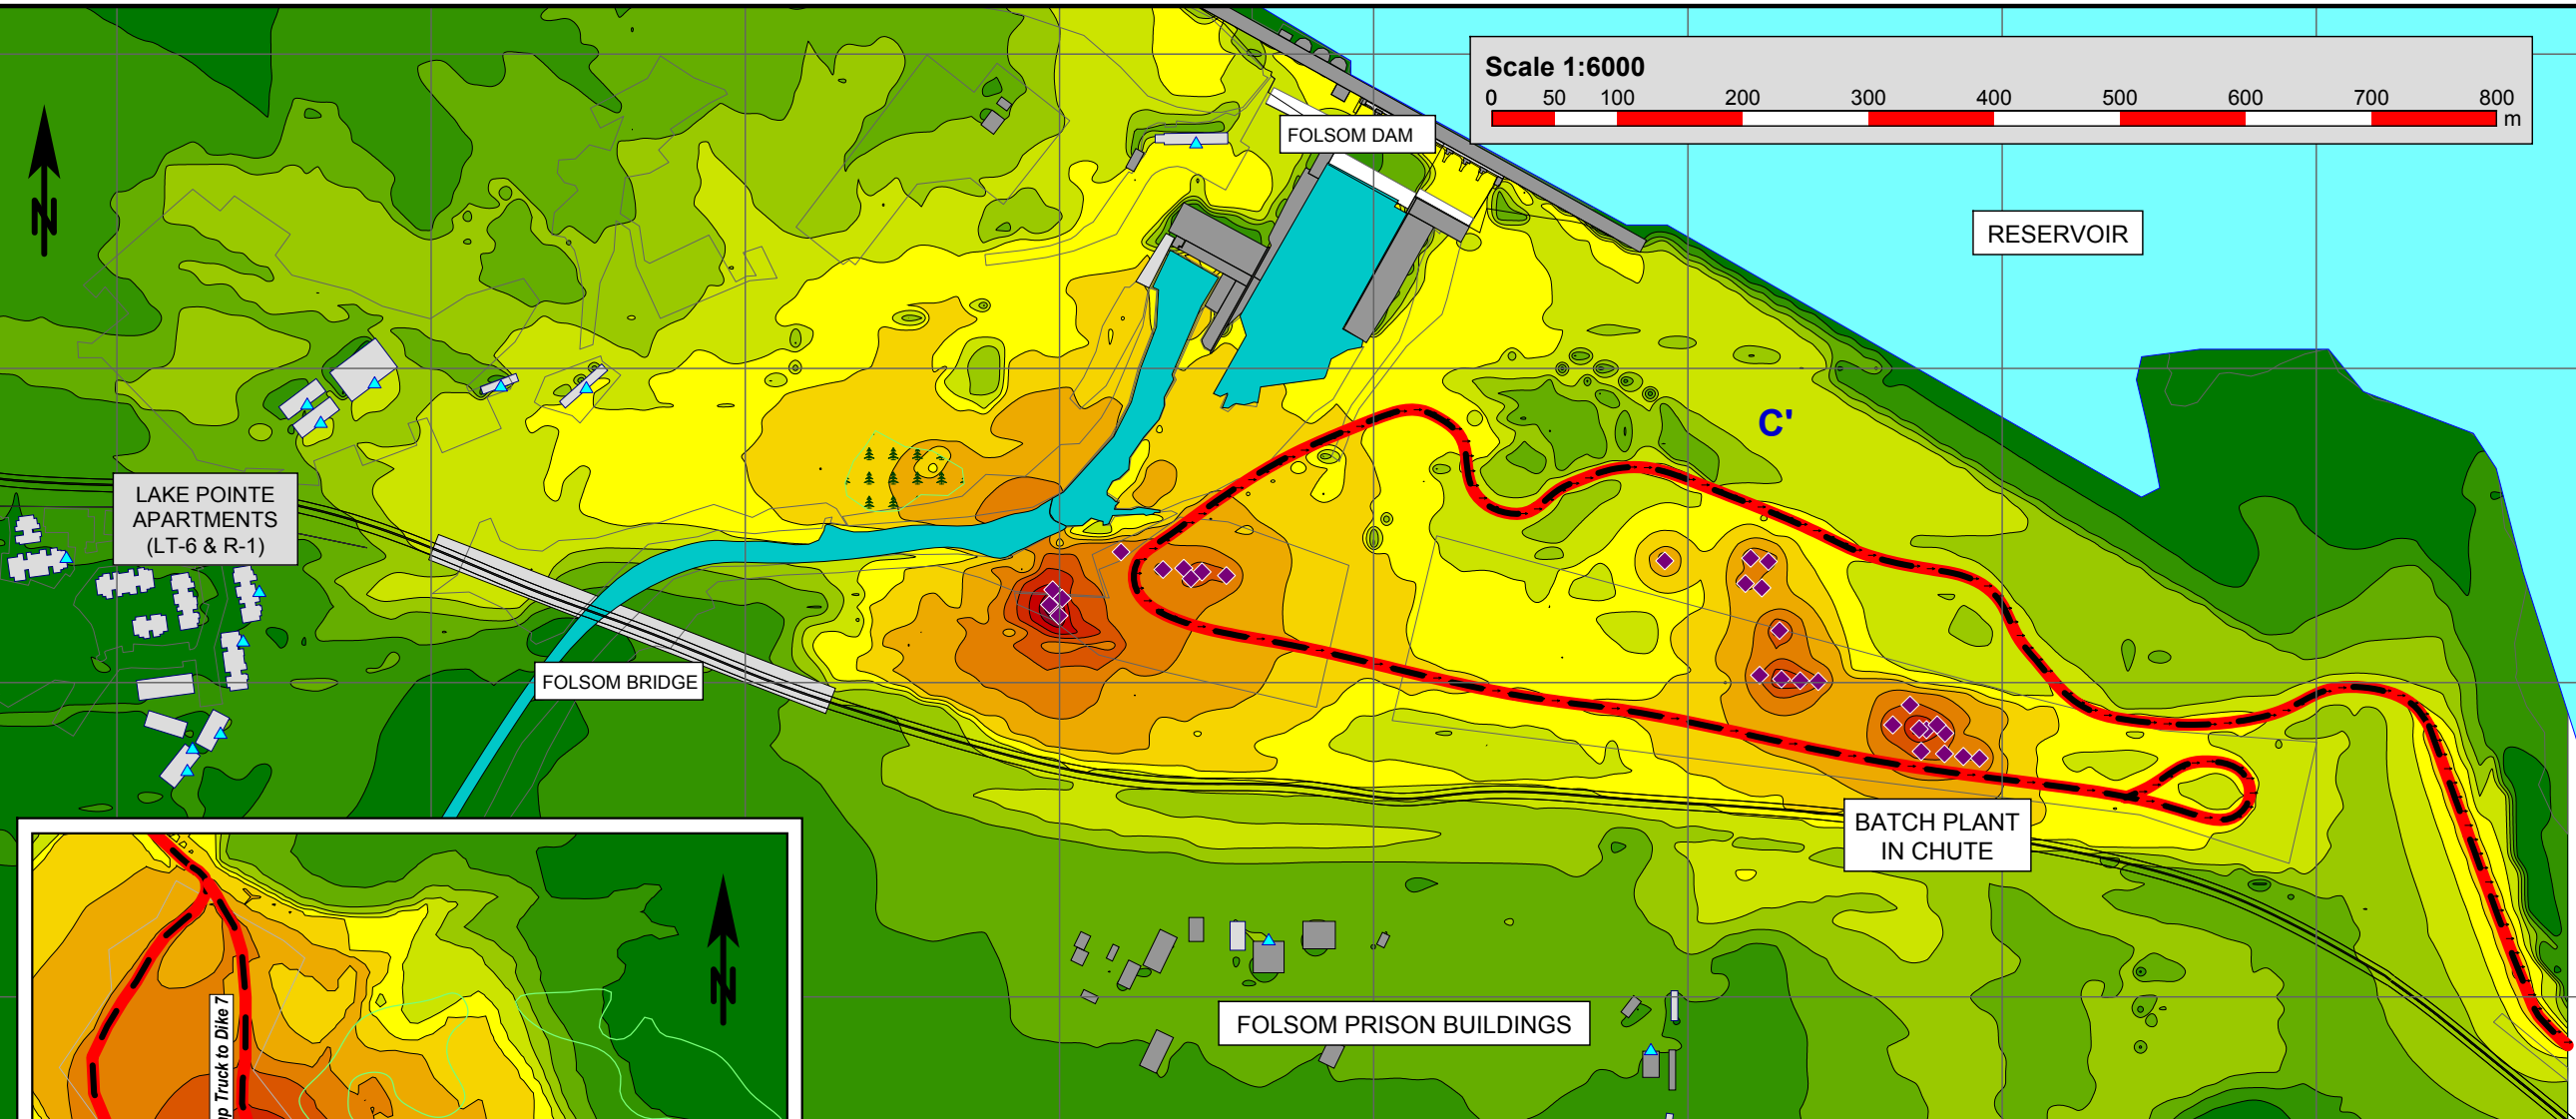 Scale 1:6000
0 50 100 200 300 400 500 600 700 800
m
FOLSOM DAM
RESERVOIR
N
C'
LAKE POINTE
APARTMENTS
(LT-6 & R-1)
FOLSOM BRIDGE
BATCH PLANT
IN CHUTE
FOLSOM PRISON BUILDINGS
N
Truck to Dike 7